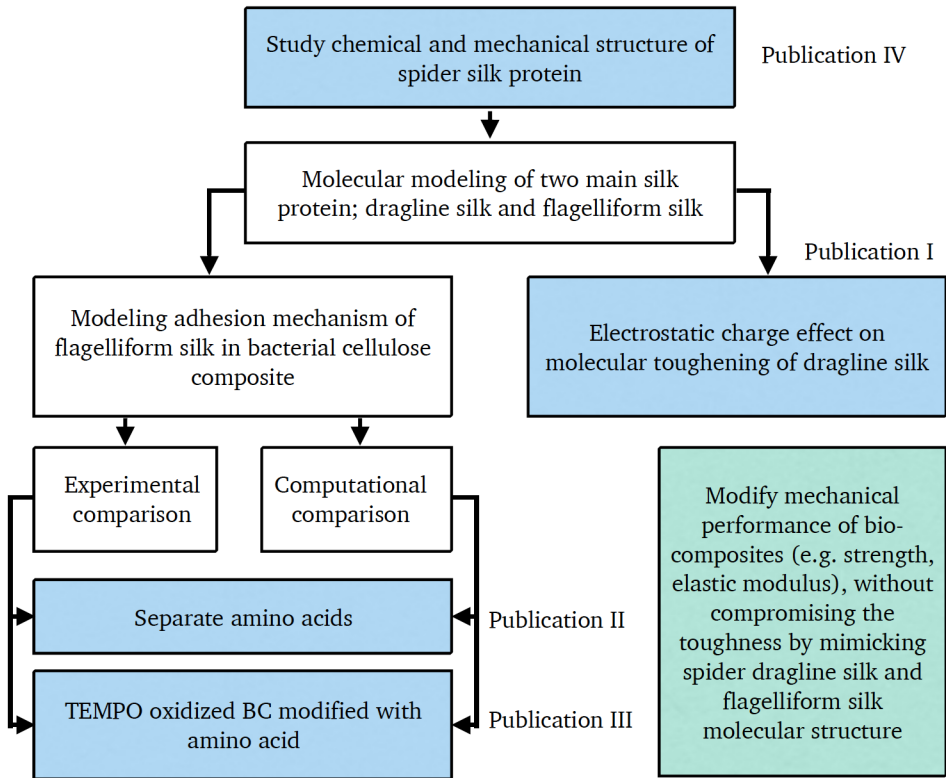 Study chemical and mechanical structure of
spider silk protein
Publication IV
Molecular modeling of two main silk
protein; dragline silk and flagelliform silk
Publication I
Modeling adhesion mechanism of
flagelliform silk in bacterial cellulose
composite
Electrostatic charge effect on
molecular toughening of dragline silk
Experimental
comparison
Computational
comparison
Separate amino acids
Publication II
TEMPO oxidized BC modified with
amino acid
Publication III
Modify mechanical
performance of bio-
composites (e.g. strength,
elastic modulus), without
compromising the
toughness by mimicking
spider dragline silk and
flagelliform silk
molecular structure